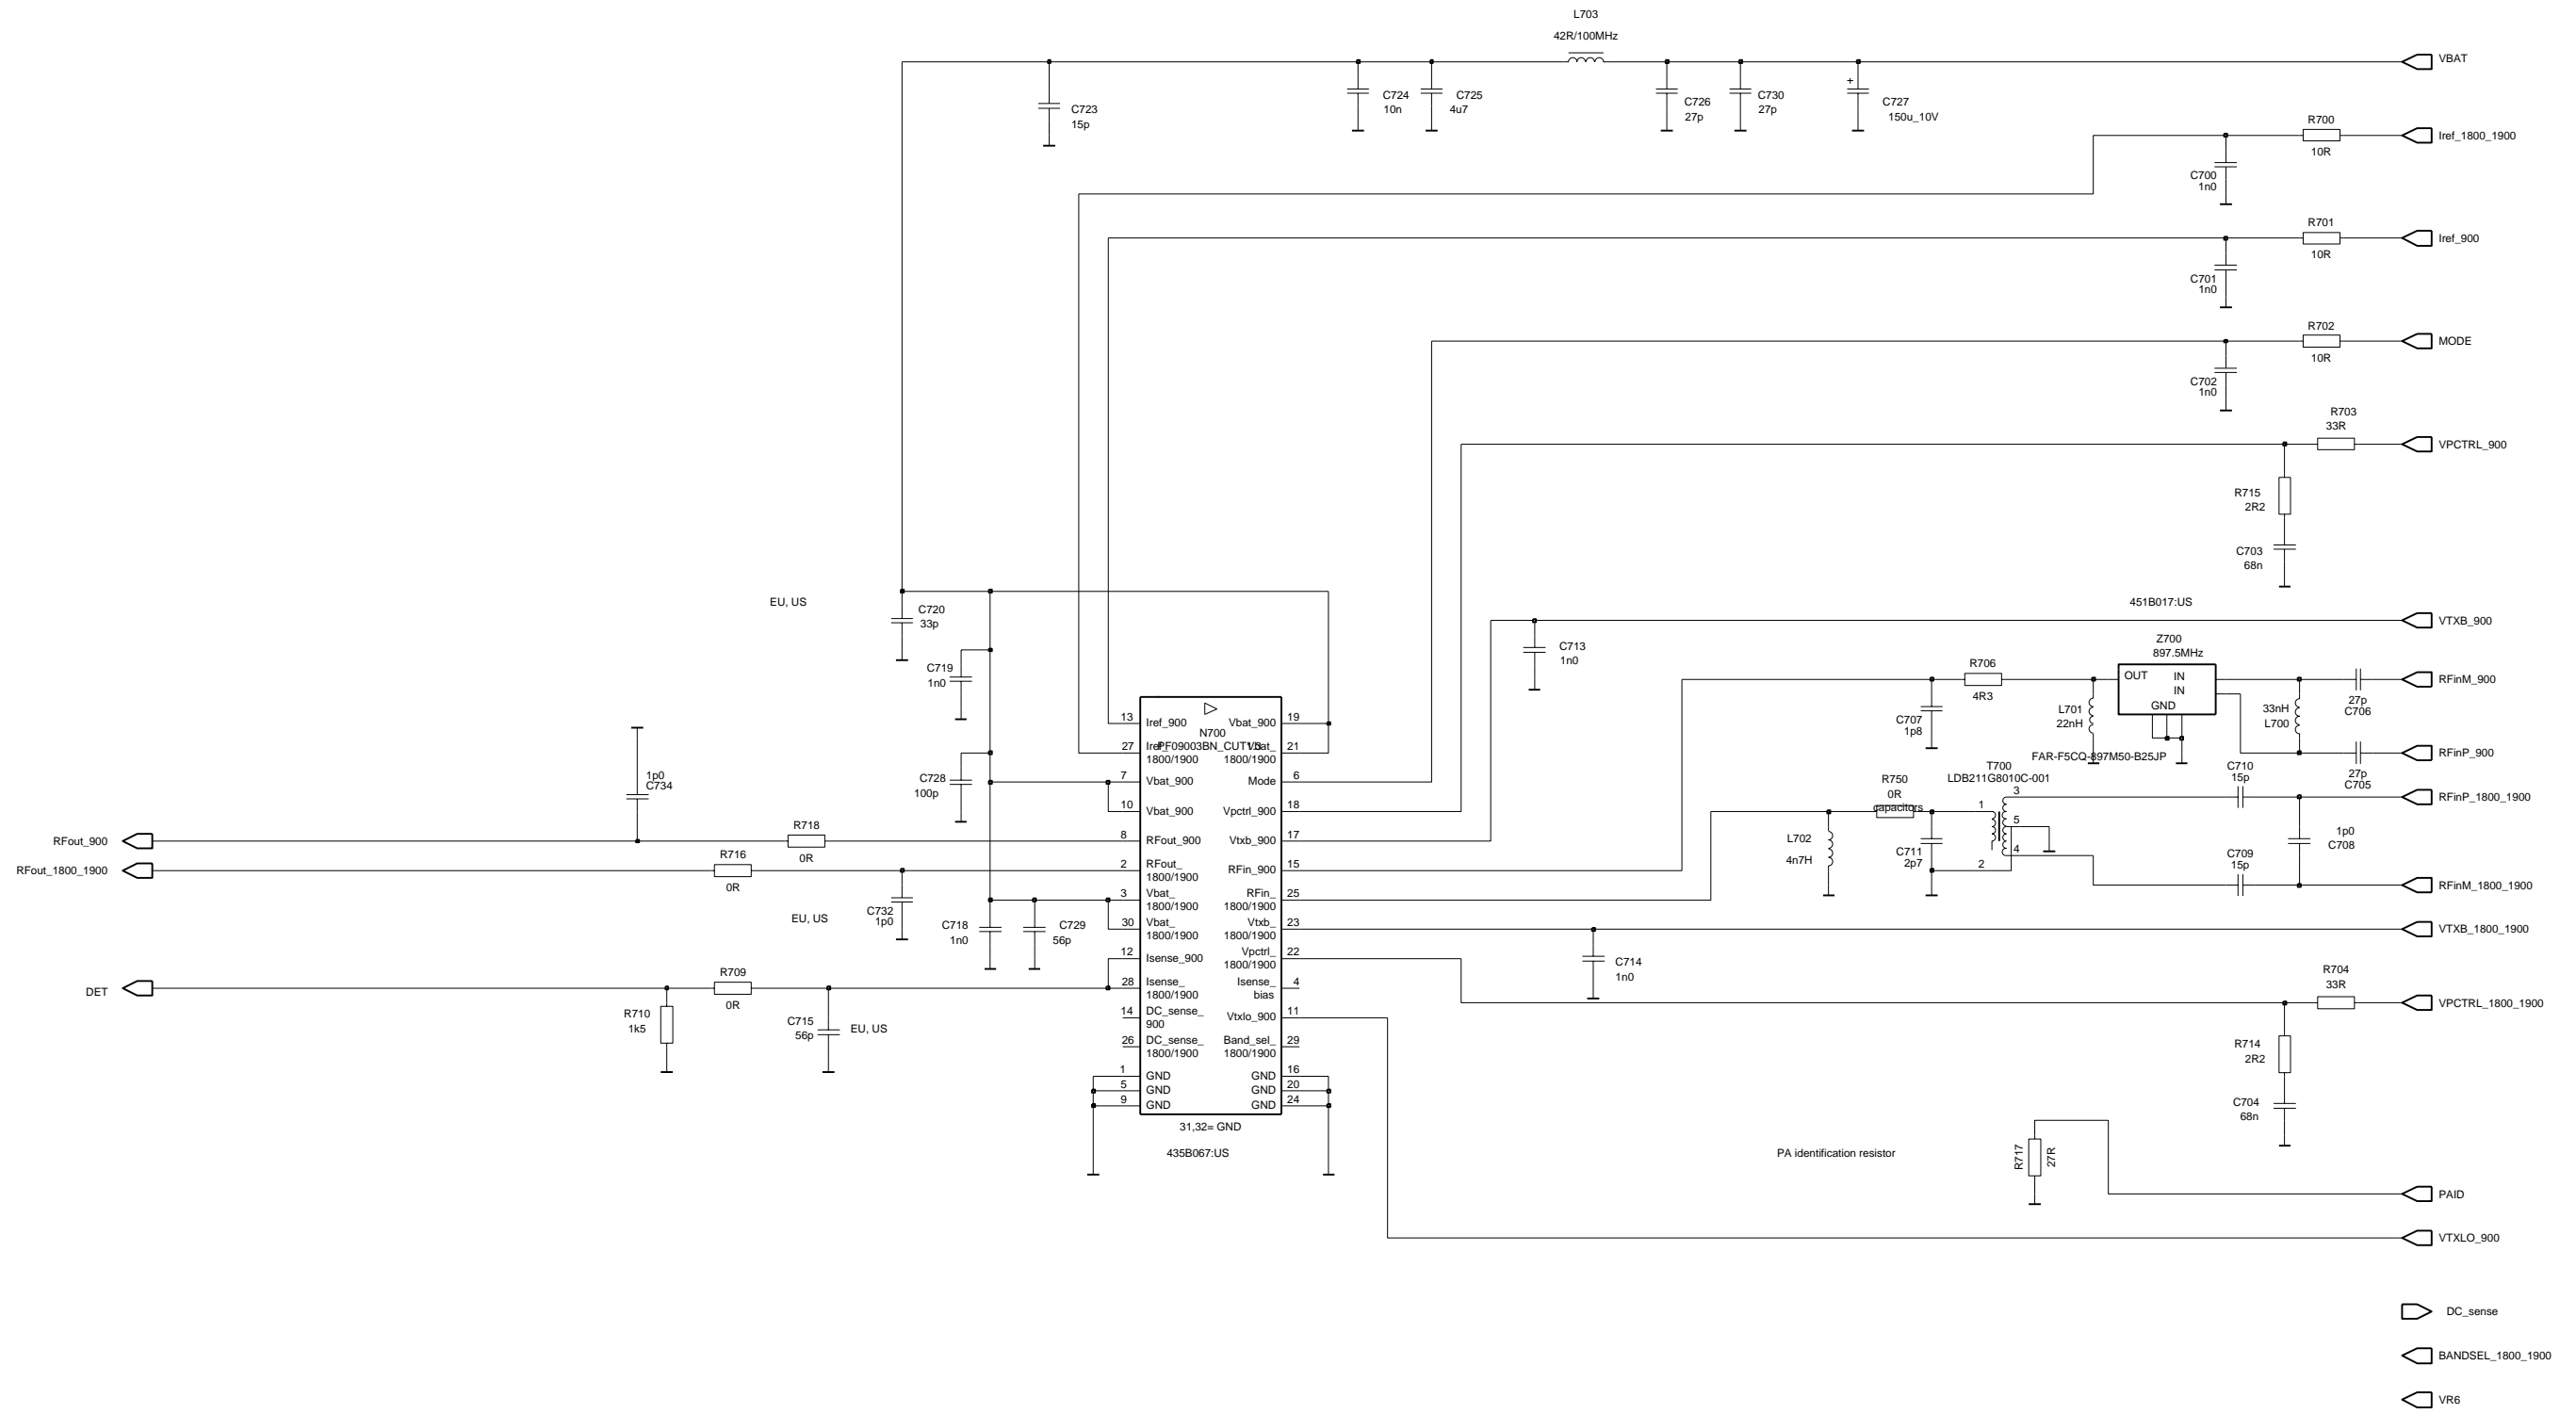 L703
42R/100MHz
VBAT
C723
15p
C724
10n
C725
4u7
C726
27p
C730
27p
+
C727
150u_10V
R700
10R
Iref_1800_1900
C700
1n0
R701
10R
Iref_900
C701
1n0
R702
10R
MODE
C702
1n0
R703
33R
VPCTRL_900
R715
2R2
C703
68n
EU, US
C720
33p
451B017:US
VTXB_900
C719
1n0
C713
1n0
Z700
897.5MHz
OUT IN
IN
GND
R706
4R3
L701
22nH
C707
1p8
33nH
L700
27p
C706
RFinM_900
RFinP_900
27p
C705
FAR-F5CQ-897M50-B25JP
T700
LDB211G8010C-001
C710
15p
RFinP_1800_1900
R750
0R
capacitors
L702
4n7H
C711
2p7
1
2
3
5
4
C709
15p
1p0
C708
RFinM_1800_1900
C728
100p
1p0
C734
RFout_900
R718
0R
RFout_1800_1900
R716
0R
EU, US
C732
1p0
C718
1n0
C729
56p
DET
R709
0R
R710
1k5
C715
56p
EU, US
N700
PF09003BN_CUT1.3
13 Iref_900
27 Iref_
1800/1900
7 Vbat_900
10 Vbat_900
8 RFout_900
2 RFout_
1800/1900
3 Vbat_
1800/1900
30 Vbat_
1800/1900
12 Isense_900
28 Isense_
1800/1900
14 DC_sense_
900
26 DC_sense_
1800/1900
1 GND
5 GND
9 GND
Vbat_900 19
Vbat_ 21
1800/1900
Mode 6
Vpctrl_900 18
Vtxb_900 17
RFin_900 15
RFin_ 25
1800/1900
Vtxb_ 23
1800/1900
Vpctrl_ 22
1800/1900
Isense_ 4
bias
Vtxlo_900 11
Band_sel_ 29
1800/1900
GND 16
GND 20
GND 24
31,32= GND
435B067:US
VTXB_1800_1900
C714
1n0
R704
33R
VPCTRL_1800_1900
R714
2R2
C704
68n
PA identification resistor
R717
27R
PAID
VTXLO_900
DC_sense
BANDSEL_1800_1900
VR6